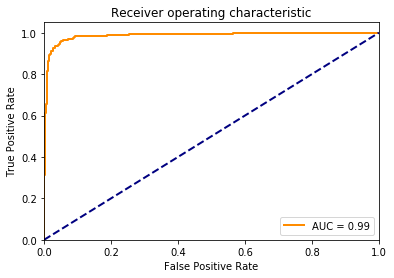 Receiver operating characteristic
True Positive Rate
1.0
0.8
0.6
0.4
0.2
0.0
AUC = 0.99
0.0 0.2 0.4 0.6 0.8 1.0
False Positive Rate